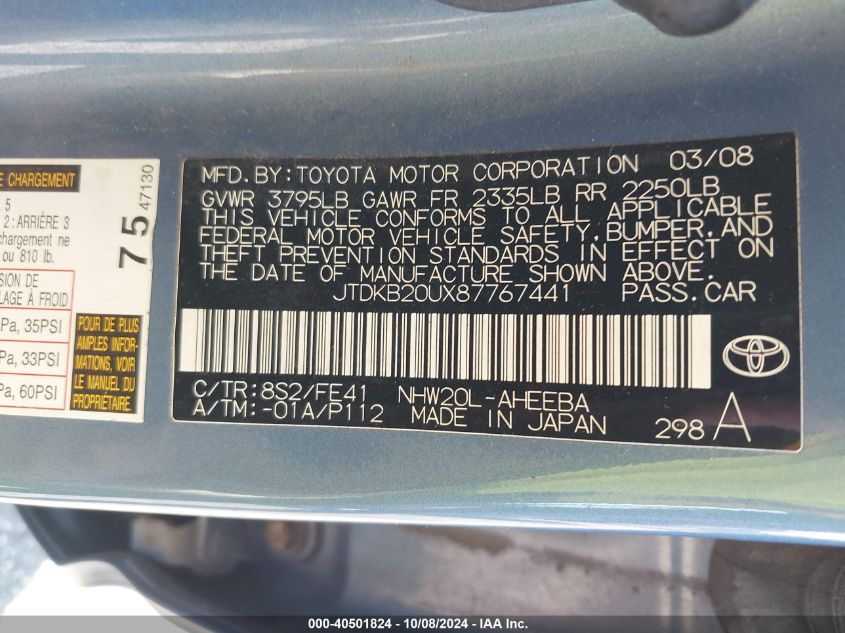 E CHARGEMENT
5
2: ARRIÈRE 3
chargement ne
ou 810 lb.
SION DE
LAGE À FROID
Pa, 35PSI
Pa, 33PSI
Pa, 60PSI
7 5 47130
POUR DE PLUS
AMPLES INFOR-
MATIONS, VOIR
LE MANUEL DU
PROPRIÉTAIRE
MFD. BY: TOYOTA MOTOR CORPORATION 03/08
GVWR 3795LB GAWR FR 2335LB RR 2250LB
THIS VEHICLE CONFORMS TO ALL APPLICABLE
FEDERAL MOTOR VEHICLE SAFETY, BUMPER, AND
THEFT PREVENTION STANDARDS IN EFFECT ON
THE DATE OF MANUFACTURE SHOWN ABOVE.
JTDKB20UX87767441 PASS. CAR
C/TR: 8S2/FE41 NHW20L-AHEEBA
A/TM: -01A/P112 MADE IN JAPAN 298 A
000-40501824 - 10/08/2024 - IAA Inc.